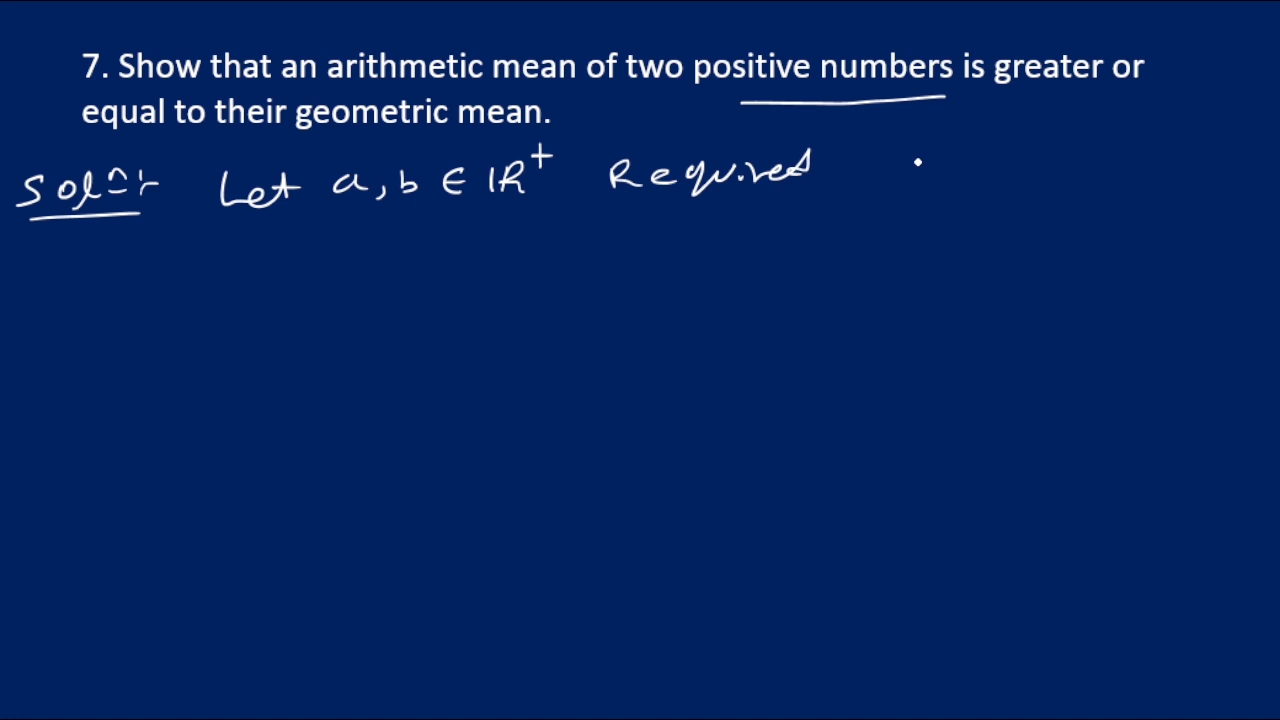 7. Show that an arithmetic mean of two positive numbers is greater or
equal to their geometric mean.
Solⁿ:- Let a, b ∈ ℝ⁺ Required